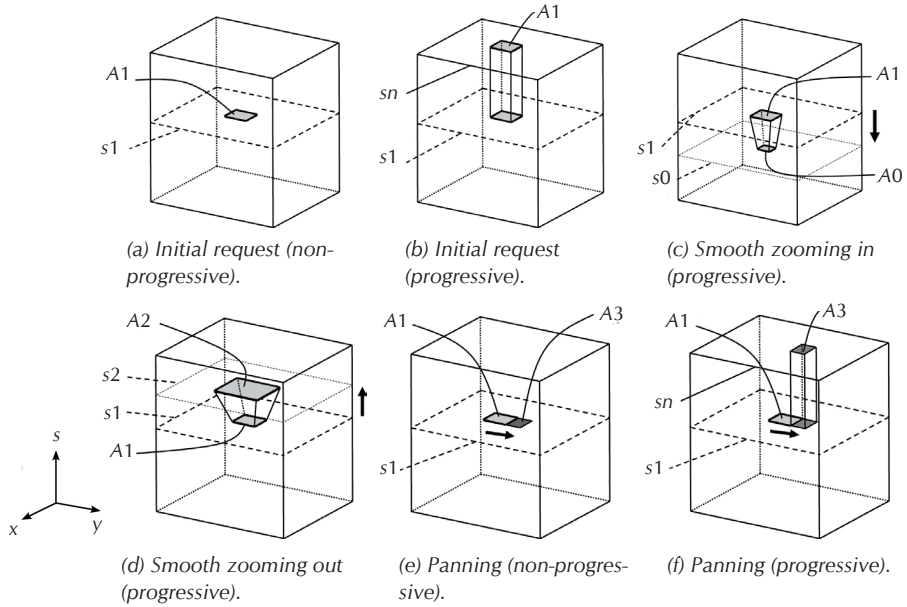 A1
s1
(a) Initial request (non-
progressive).
A1
sn
s1
(b) Initial request
(progressive).
A1
s1
s0
A0
(c) Smooth zooming in
(progressive).
A2
s2
s1
A1
s
x
y
(d) Smooth zooming out
(progressive).
A1
A3
s1
(e) Panning (non-progres-
sive).
A1
A3
sn
s1
(f) Panning (progressive).